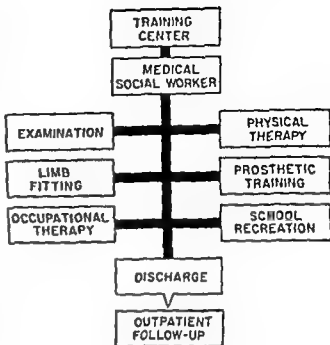 TRAINING
CENTER
MEDICAL
SOCIAL WORKER
EXAMINATION
PHYSICAL
THERAPY
LIMB
FITTING
PROSTHETIC
TRAINING
OCCUPATIONAL
THERAPY
SCHOOL
RECREATION
DISCHARGE
OUTPATIENT
FOLLOW-UP